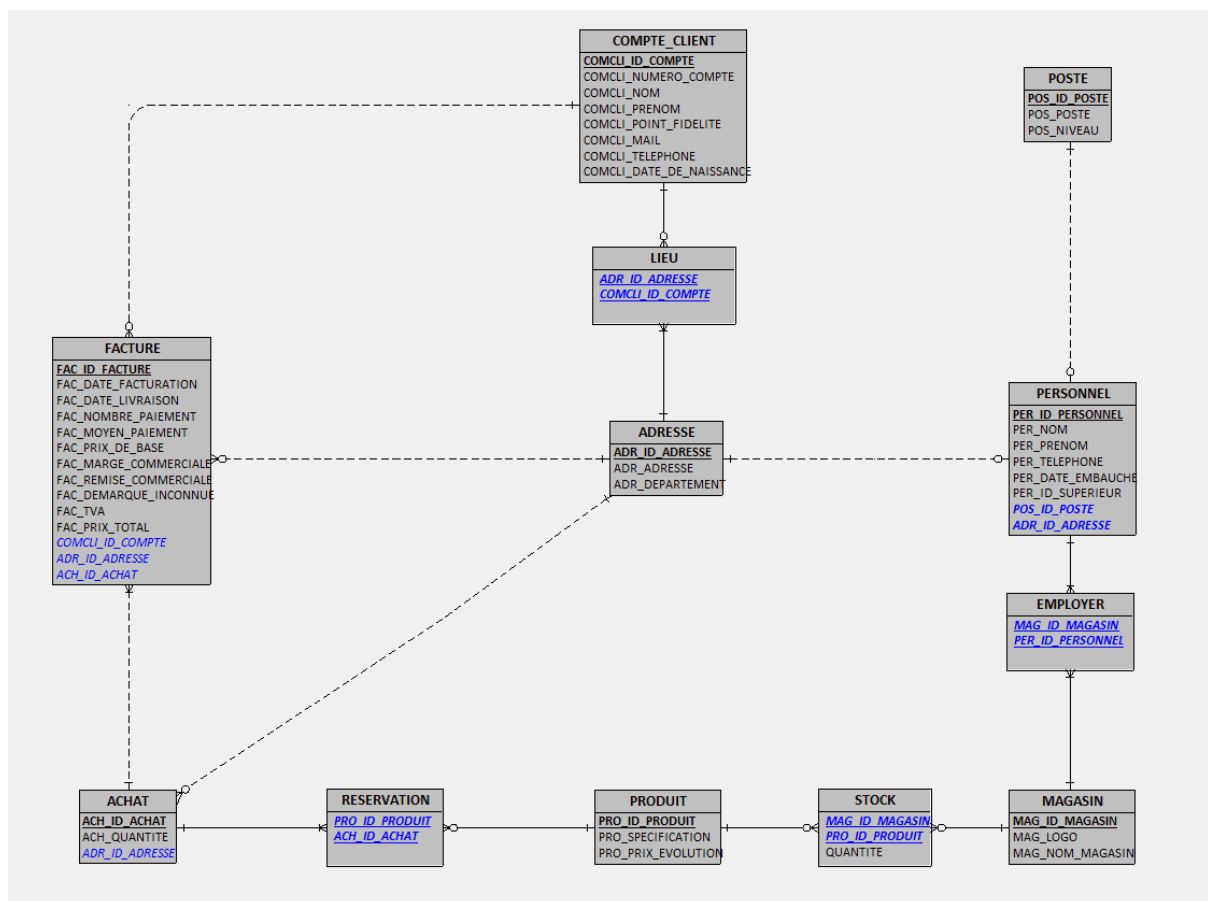 COMPTE_CLIENT
COMCLI_ID_COMPTE
COMCLI_NUMERO_COMPTE
COMCLI_NOM
COMCLI_PRENOM
COMCLI_POINT_FIDELITE
COMCLI_MAIL
COMCLI_TELEPHONE
COMCLI_DATE_DE_NAISSANCE
POSTE
POS_ID_POSTE
POS_POSTE
POS_NIVEAU
LIEU
ADR_ID_ADRESSE
COMCLI_ID_COMPTE
FACTURE
FAC_ID_FACTURE
FAC_DATE_FACTURATION
FAC_DATE_LIVRAISON
FAC_NOMBRE_PAIEMENT
FAC_MOYEN_PAIEMENT
FAC_PRIX_DE_BASE
FAC_MARGE_COMMERCIALE
FAC_REMISE_COMMERCIALE
FAC_DEMARQUE_INCONNUE
FAC_TVA
FAC_PRIX_TOTAL
COMCLI_ID_COMPTE
ADR_ID_ADRESSE
ACH_ID_ACHAT
ADRESSE
ADR_ID_ADRESSE
ADR_ADRESSE
ADR_DEPARTEMENT
PERSONNEL
PER_ID_PERSONNEL
PER_NOM
PER_PRENOM
PER_TELEPHONE
PER_DATE_EMBAUCHE
PER_ID_SUPERIEUR
POS_ID_POSTE
ADR_ID_ADRESSE
EMPLOYER
MAG_ID_MAGASIN
PER_ID_PERSONNEL
ACHAT
ACH_ID_ACHAT
ACH_QUANTITE
ADR_ID_ADRESSE
RESERVATION
PRO_ID_PRODUIT
ACH_ID_ACHAT
PRODUIT
PRO_ID_PRODUIT
PRO_SPECIFICATION
PRO_PRIX_EVOLUTION
STOCK
MAG_ID_MAGASIN
PRO_ID_PRODUIT
QUANTITE
MAGASIN
MAG_ID_MAGASIN
MAG_LOGO
MAG_NOM_MAGASIN